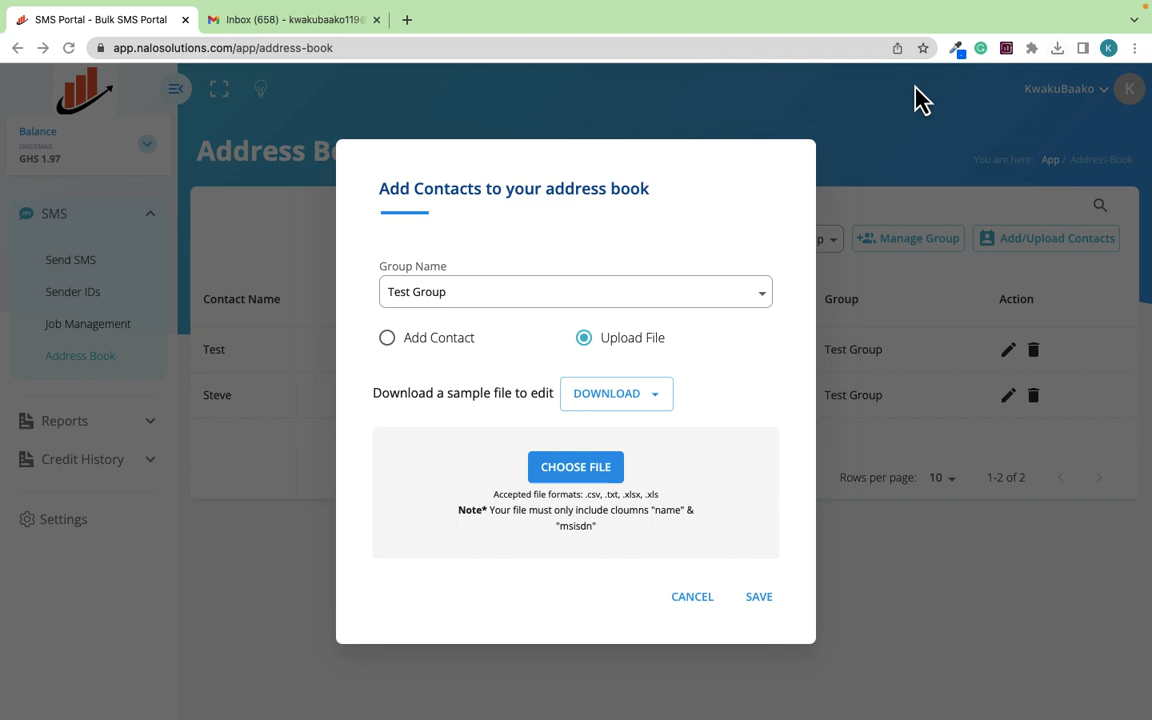 SMS Portal - Bulk SMS Portal
Inbox (658) - kwakubaako119@
app.nalosolutions.com/app/address-book
K
KwakuBaako
K
Balance
SMS/EMAIL
GHS 1.97
Address B
You are here: App / Address-Book
SMS
Send SMS
Sender IDs
Job Management
Address Book
Reports
Credit History
Settings
p
Manage Group
Add/Upload Contacts
Contact Name
Group
Action
Test
Test Group
Steve
Test Group
Rows per page: 10
1-2 of 2
Add Contacts to your address book
Group Name
Test Group
Add Contact
Upload File
Download a sample file to edit
DOWNLOAD
CHOOSE FILE
Accepted file formats: .csv, .txt, .xlsx, .xls
Note* Your file must only include cloumns "name" &
"msisdn"
CANCEL
SAVE